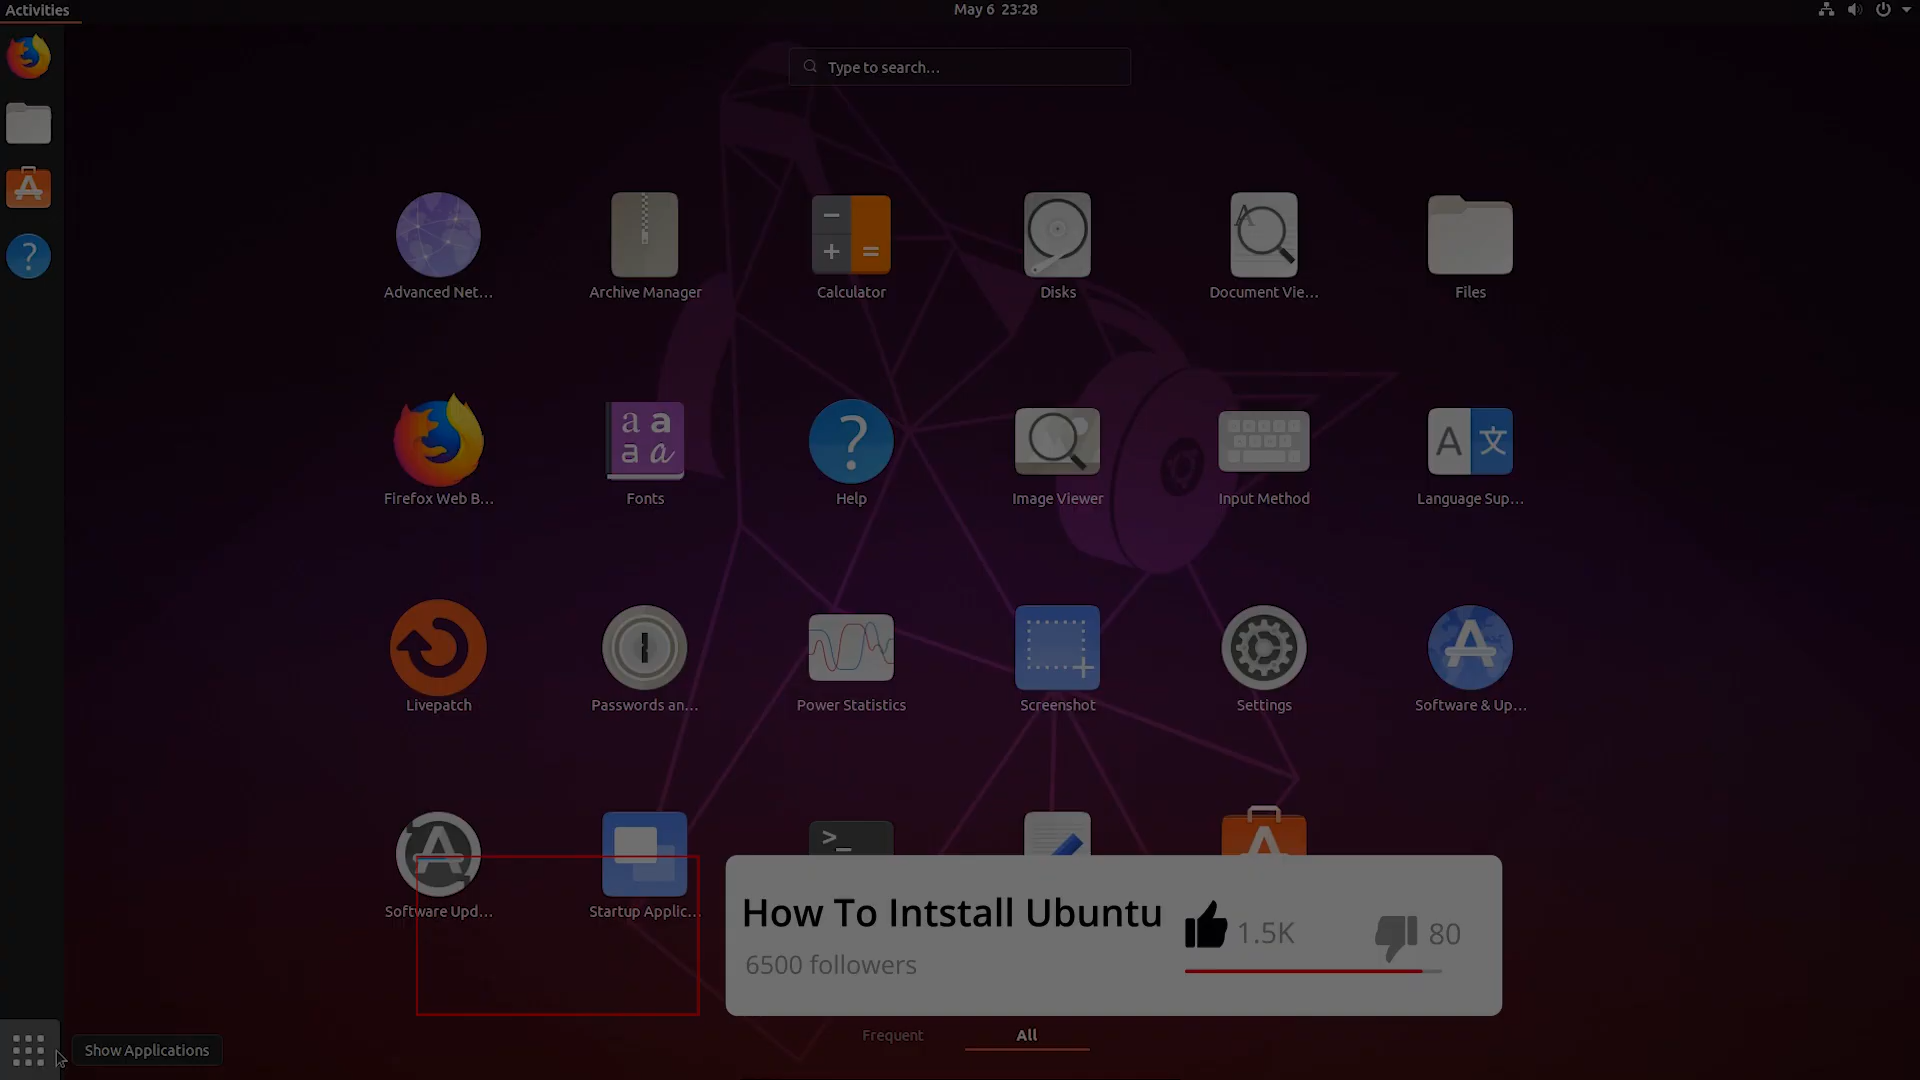 Activities
May 6 23:28
Type to search...
Advanced Net...
Archive Manager
Calculator
Disks
Document Vie...
Files
Firefox Web B...
Fonts
Help
Image Viewer
Input Method
Language Sup...
Livepatch
Passwords an...
Power Statistics
Screenshot
Settings
Software & Up...
Software Upd...
Startup Applic...
How To Intstall Ubuntu
1.5K
80
6500 followers
Frequent
All
Show Applications